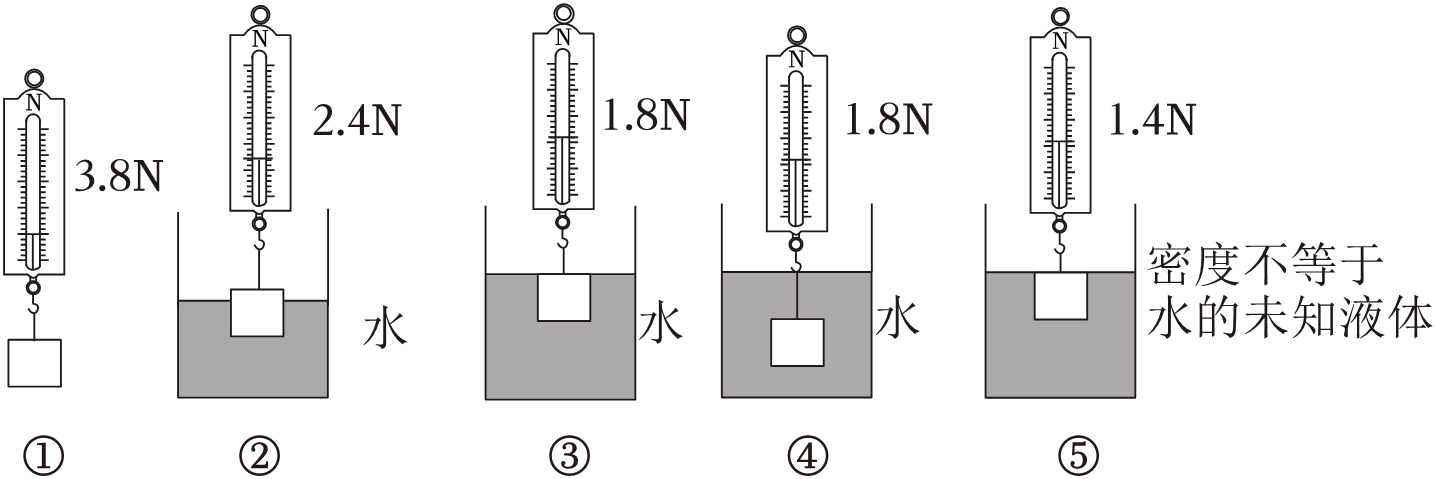 N
3.8N
N
2.4N
水
N
1.8N
水
N
1.8N
水
N
1.4N
密度不等于
水的未知液体
① ② ③ ④ ⑤